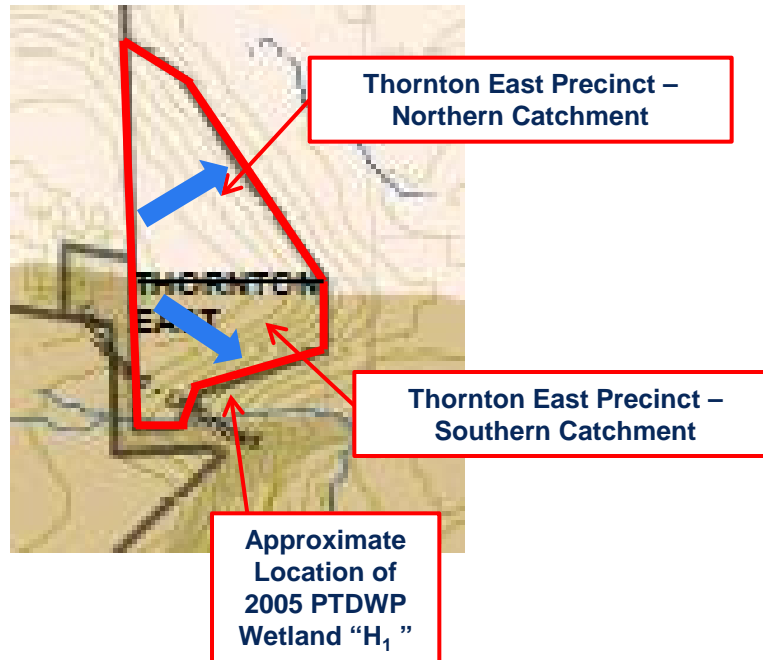 Thornton East Precinct –
Northern Catchment
THORNTON
EAST
Thornton East Precinct –
Southern Catchment
Approximate
Location of
2005 PTDWP
Wetland “H₁ ”